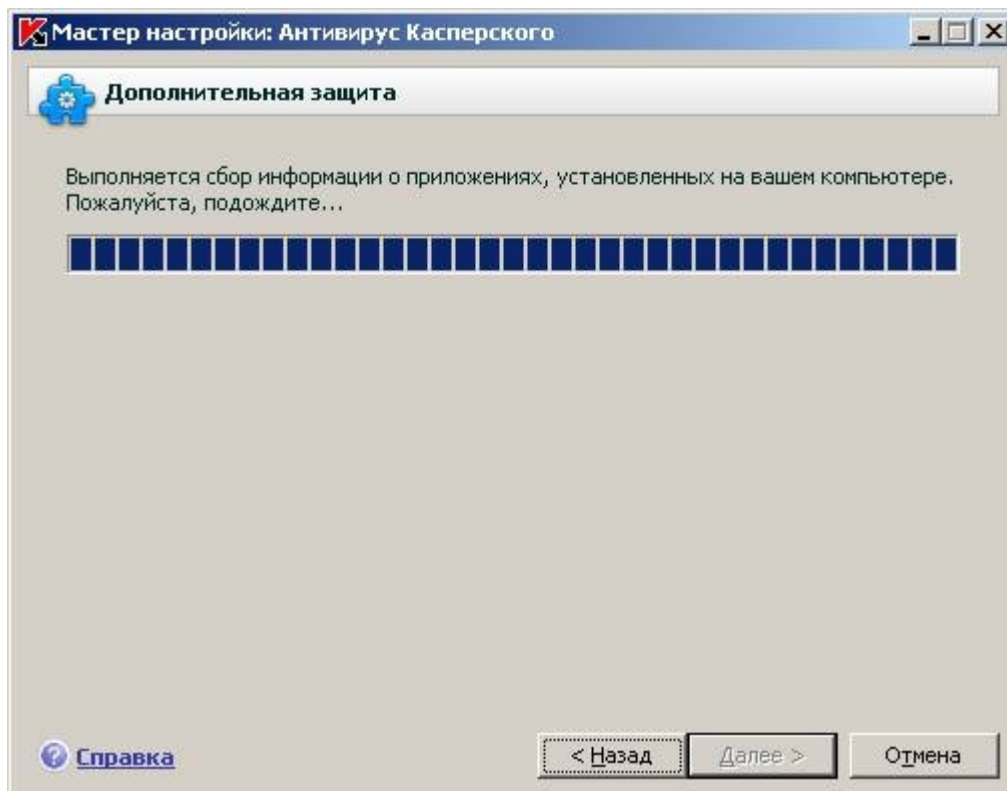 Мастер настройки: Антивирус Касперского
Дополнительная защита
Выполняется сбор информации о приложениях, установленных на вашем компьютере.
Пожалуйста, подождите...
Справка
< Назад
Далее >
Отмена